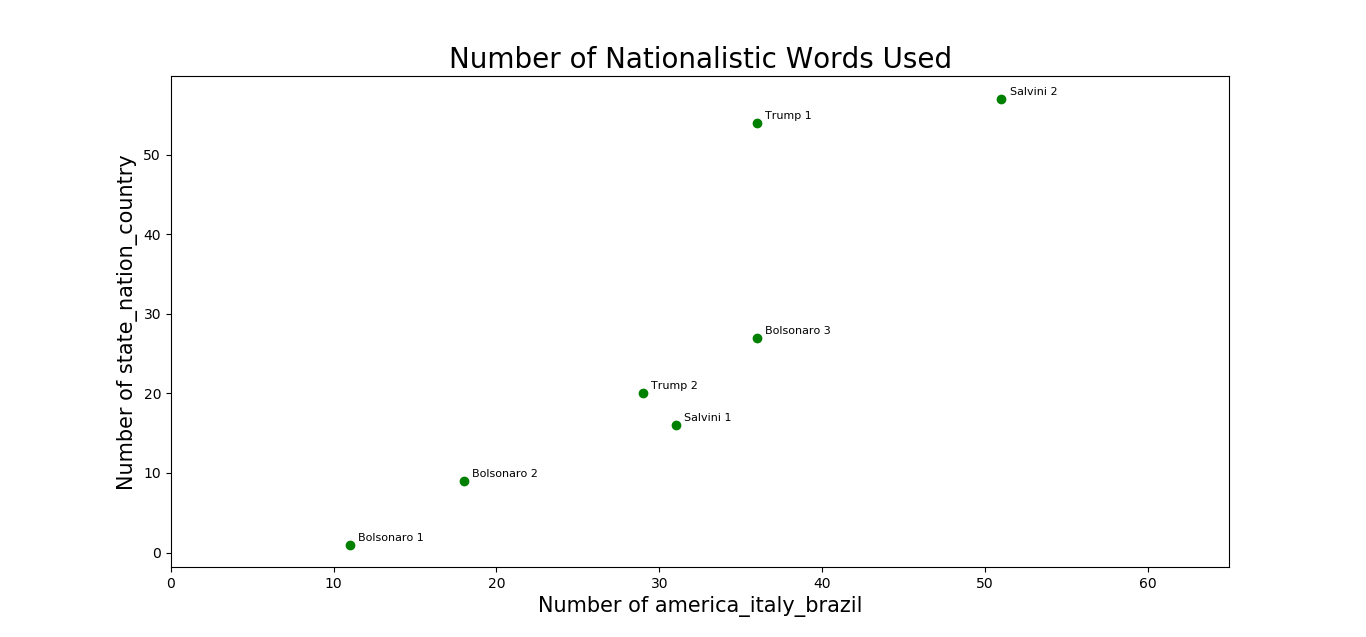 Number of Nationalistic Words Used
Salvini 2
Trump 1
Bolsonaro 3
Trump 2
Salvini 1
Bolsonaro 2
Bolsonaro 1
Number of state_nation_country
50
40
30
20
10
0
0 10 20 30 40 50 60
Number of america_italy_brazil